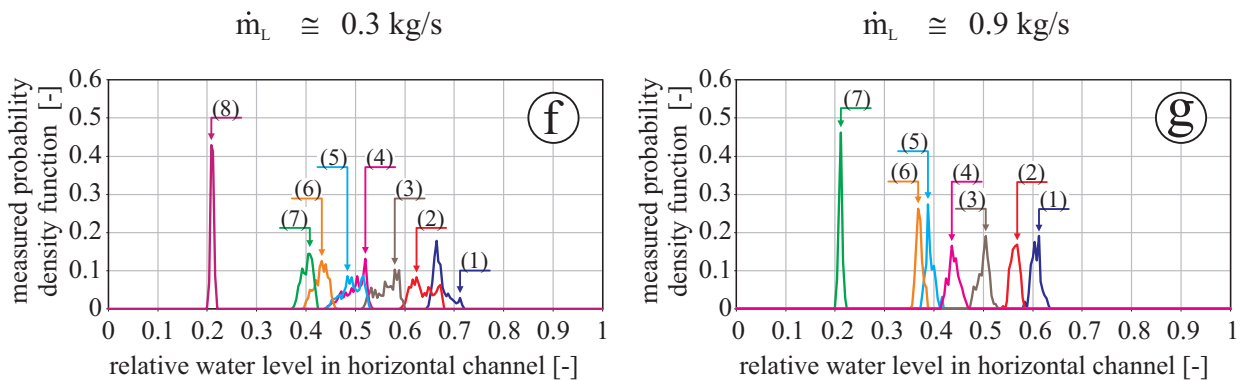 ṁL ≅ 0.3 kg/s
measured probability
density function [-]
0.6
0.5
0.4
0.3
0.2
0.1
0
(8)
(7)
(6)
(5)
(4)
(3)
(2)
(1)
f
0 0.1 0.2 0.3 0.4 0.5 0.6 0.7 0.8 0.9 1
relative water level in horizontal channel [-]
ṁL ≅ 0.9 kg/s
measured probability
density function [-]
0.6
0.5
0.4
0.3
0.2
0.1
0
(7)
(6)
(5)
(4)
(3)
(2)
(1)
g
0 0.1 0.2 0.3 0.4 0.5 0.6 0.7 0.8 0.9 1
relative water level in horizontal channel [-]